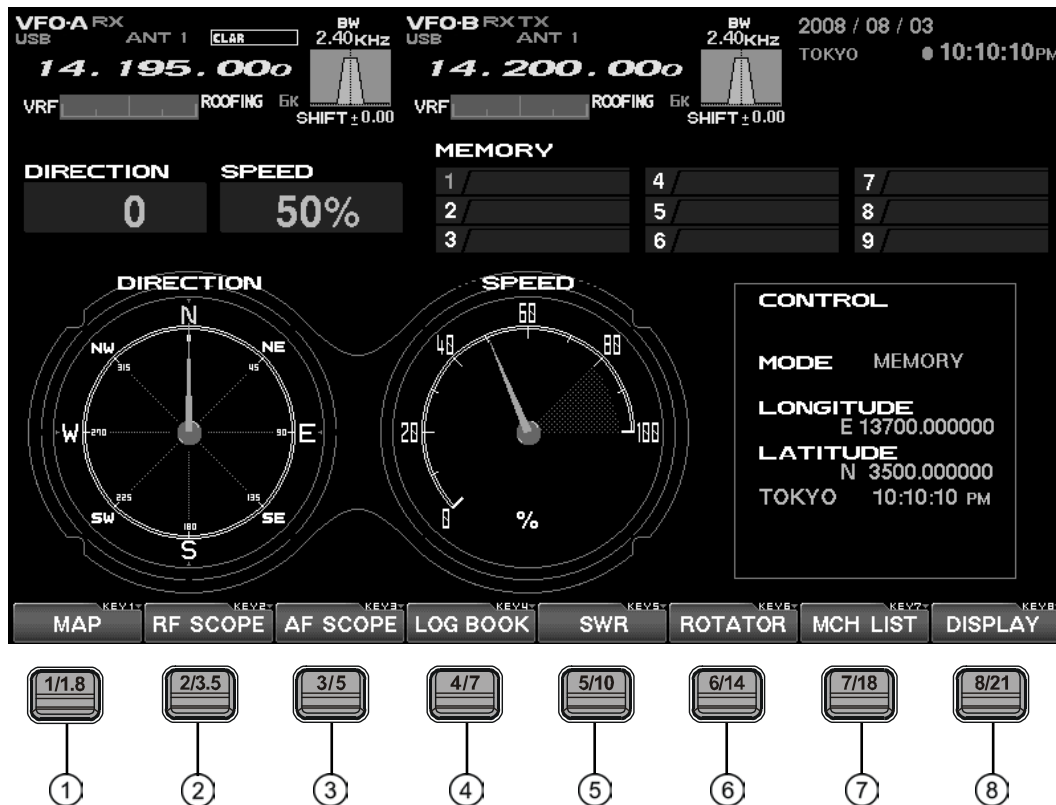 VFO-A RX
USB ANT 1 CLAR
BW
2.40KHz
14. 195. 00o
VRF ROOFING БК
SHIFT±0.00
VFO-B RX TX
USB ANT 1
BW
2.40KHz
14. 200. 00o
VRF ROOFING БК
SHIFT±0.00
2008 / 08 / 03
TOKYO 10:10:10PM
DIRECTION SPEED
0 50%
MEMORY
1 4 7
2 5 8
3 6 9
DIRECTION
N
NW NE
315 45
W 270 90 E
225 135
SW SE
180
S
SPEED
60
40 80
20 100
0 %
CONTROL
MODE MEMORY
LONGITUDE
E 13700.000000
LATITUDE
N 3500.000000
TOKYO 10:10:10 PM
KEY1 KEY2 KEY3 KEY4 KEY5 KEY6 KEY7 KEY8
MAP RF SCOPE AF SCOPE LOG BOOK SWR ROTATOR MCH LIST DISPLAY
1/1.8 2/3.5 3/5 4/7 5/10 6/14 7/18 8/21
① ② ③ ④ ⑤ ⑥ ⑦ ⑧